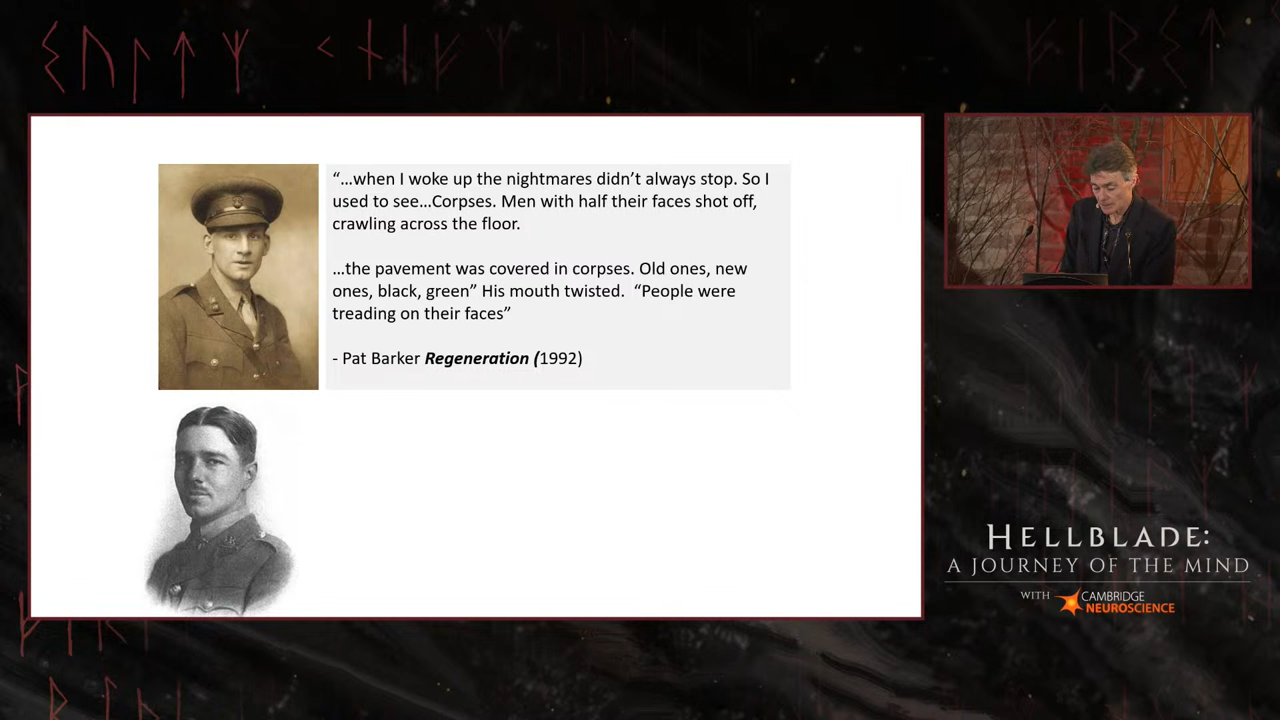 “…when I woke up the nightmares didn’t always stop. So I
used to see…Corpses. Men with half their faces shot off,
crawling across the floor.
…the pavement was covered in corpses. Old ones, new
ones, black, green” His mouth twisted.  “People were
treading on their faces”
- Pat Barker Regeneration (1992)
HELLBLADE:
A JOURNEY OF THE MIND
WITH CAMBRIDGE
NEUROSCIENCE